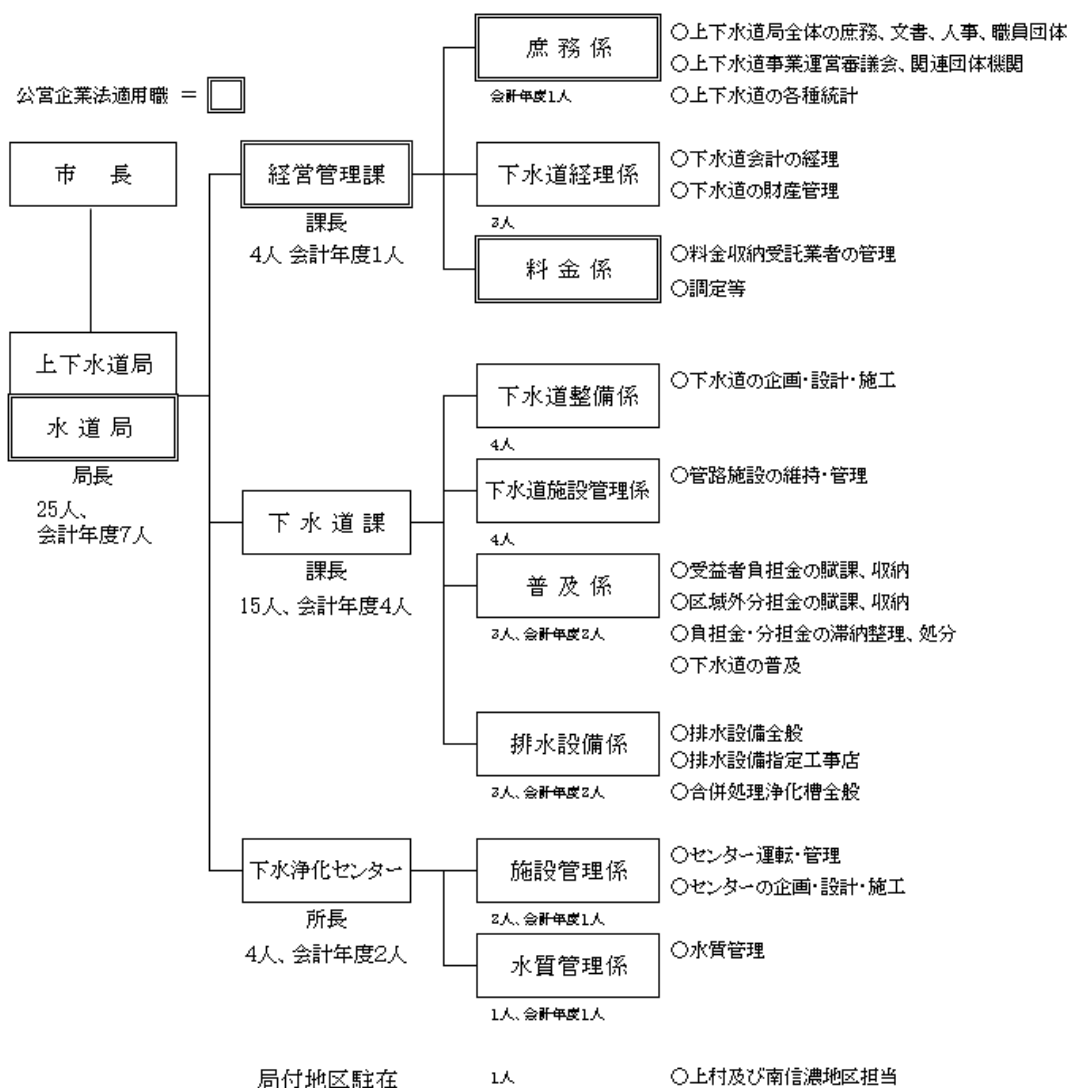 公営企業法適用職 =
市 長
上下水道局
水 道 局
局長
25人、
会計年度7人
経営管理課
課長
4人 会計年度1人
庶 務 係
会計年度1人
○上下水道局全体の庶務、文書、人事、職員団体
○上下水道事業運営審議会、関連団体機関
○上下水道の各種統計
下水道経理係
3人
○下水道会計の経理
○下水道の財産管理
料 金 係
○料金収納受託業者の管理
○調定等
下 水 道 課
課長
15人、会計年度4人
下水道整備係
4人
○下水道の企画・設計・施工
下水道施設管理係
4人
○管路施設の維持・管理
普 及 係
3人、会計年度2人
○受益者負担金の賦課、収納
○区域外分担金の賦課、収納
○負担金・分担金の滞納整理、処分
○下水道の普及
排水設備係
3人、会計年度2人
○排水設備全般
○排水設備指定工事店
○合併処理浄化槽全般
下水浄化センター
所長
4人、会計年度2人
施設管理係
2人、会計年度1人
○センター運転・管理
○センターの企画・設計・施工
水質管理係
1人、会計年度1人
○水質管理
局付地区駐在
1人
○上村及び南信濃地区担当